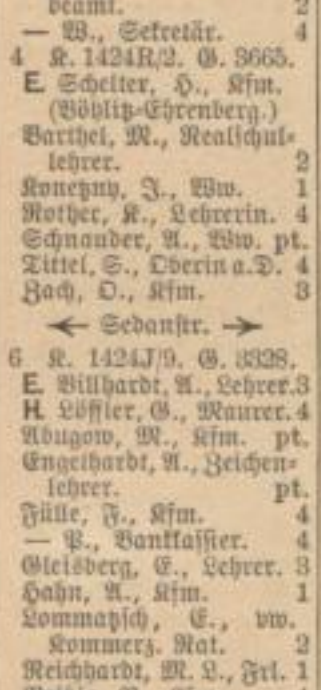 beamt. 2
— W., Sekretär. 4
4 K. 1424R/2. G. 3665.
E. Schelter, H., Kfm.
(Böhlitz-Ehrenberg.)
Barthel, M., Realschul-
lehrer. 2
Konetzny, J., Ww. 1
Rother, K., Lehrerin. 4
Schnauder, A., Ww. pt.
Tittel, S., Oberin a. D. 4
Zach, O., Kfm. 3
← Sedanstr. →
6 K. 1424J/9. G. 3328.
E. Billhardt, A., Lehrer. 3
H. Löffler, G., Maurer. 4
Abugow, M., Kfm. pt.
Engelhardt, A., Zeichen-
lehrer. pt.
Fülle, F., Kfm. 4
— P., Bankkassier. 4
Gleisberg, E., Lehrer. 3
Hahn, A., Kfm. 1
Lommatzsch, E., vw.
Kommerz. Rat. 2
Reichhardt, M. L., Frl. 1